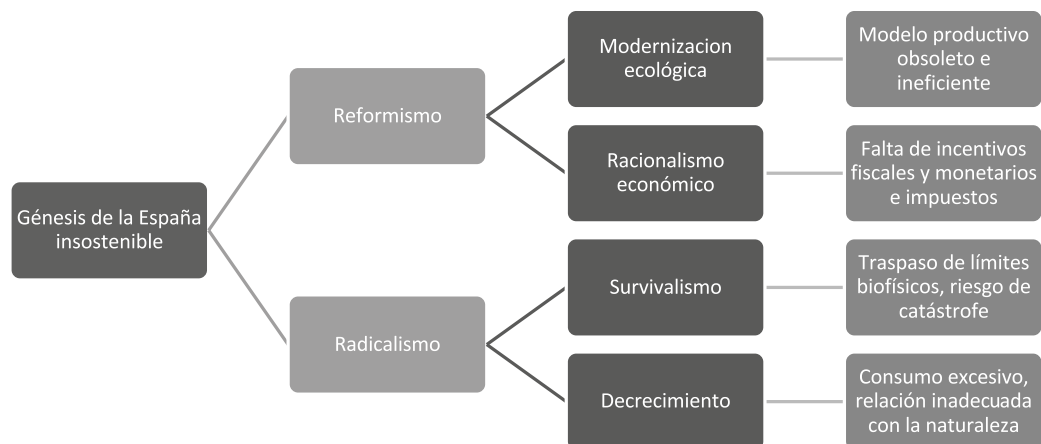 Génesis de la España
insostenible
Reformismo
Modernizacion
ecológica
Modelo productivo
obsoleto e
ineficiente
Racionalismo
económico
Falta de incentivos
fiscales y monetarios
e impuestos
Radicalismo
Survivalismo
Traspaso de límites
biofísicos, riesgo de
catástrofe
Decrecimiento
Consumo excesivo,
relación inadecuada
con la naturaleza